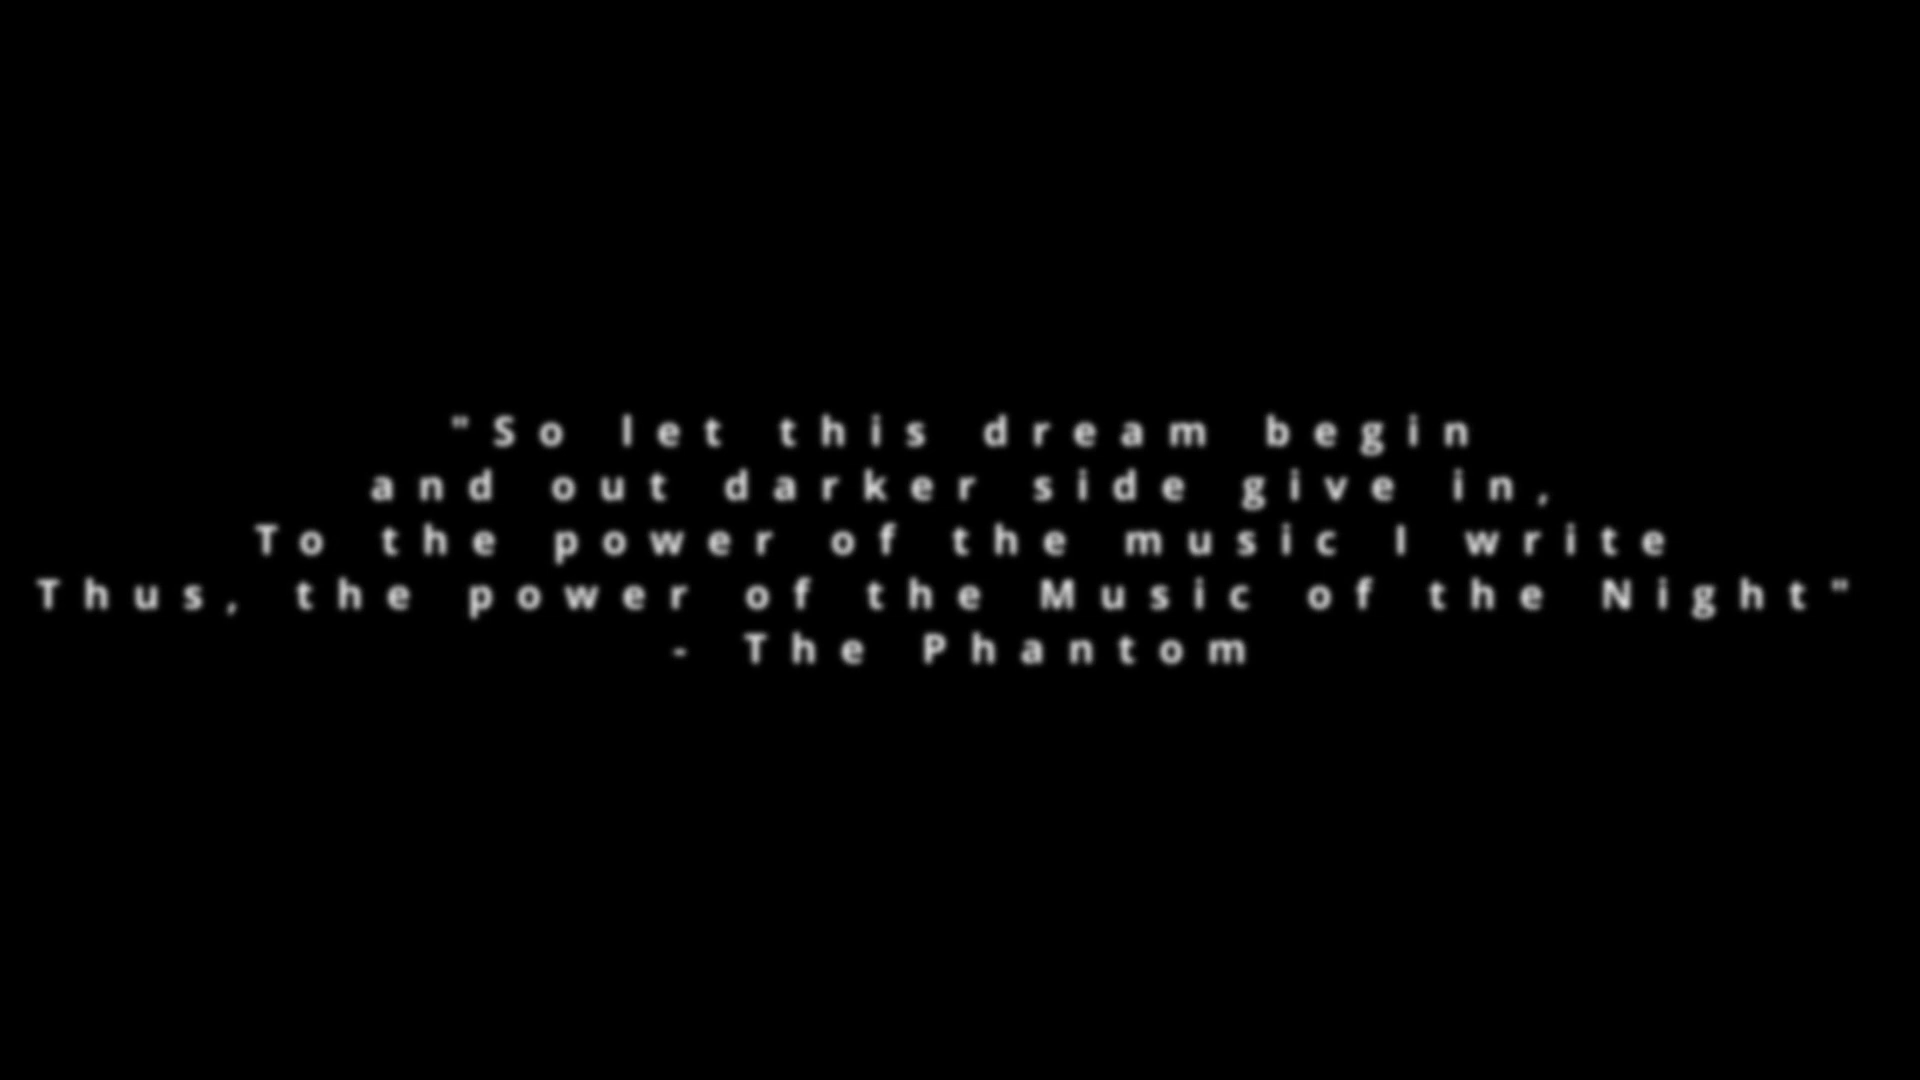 "So let this dream begin
and out darker side give in,
To the power of the music I write
Thus, the power of the Music of the Night"
- The Phantom